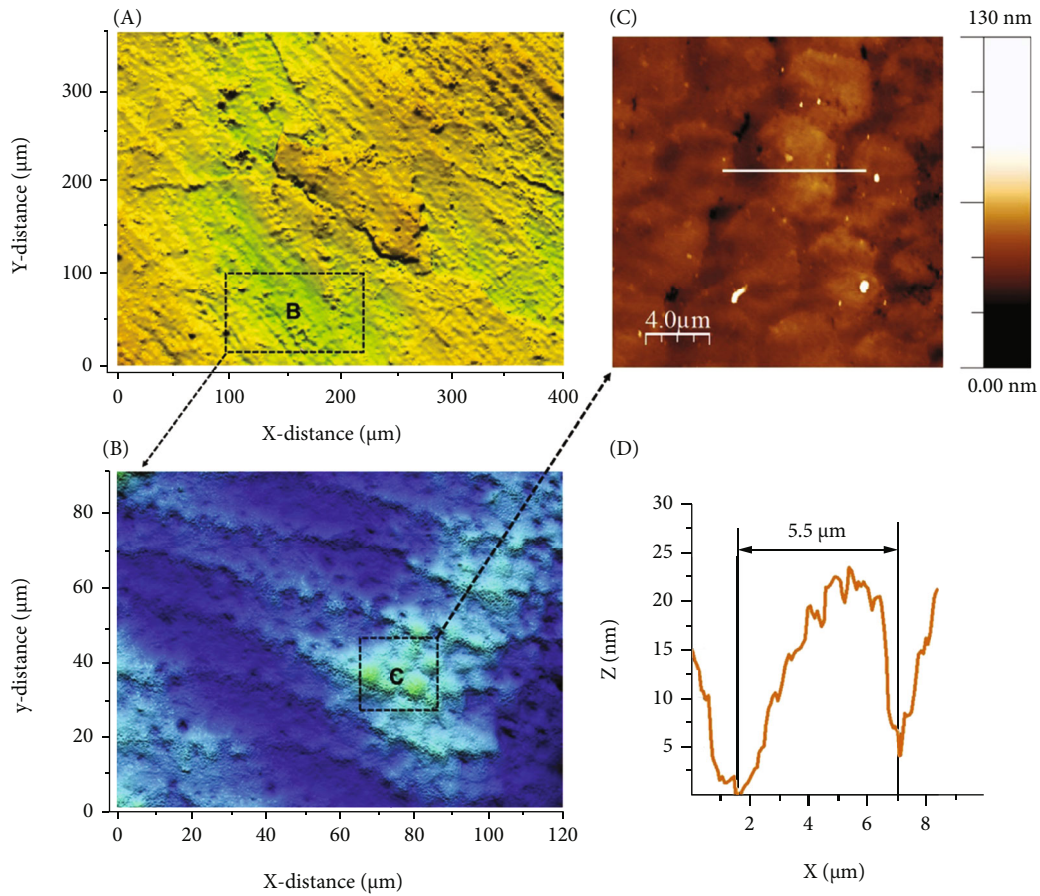 (A)
Y-distance (µm)
300
200
100
0
B
0 100 200 300 400
X-distance (µm)
(C)
4.0µm
130 nm
0.00 nm
(B)
y-distance (µm)
80
60
40
20
0
C
0 20 40 60 80 100 120
X-distance (µm)
(D)
Z (nm)
30
25
20
15
10
5
5.5 µm
2 4 6 8
X (µm)